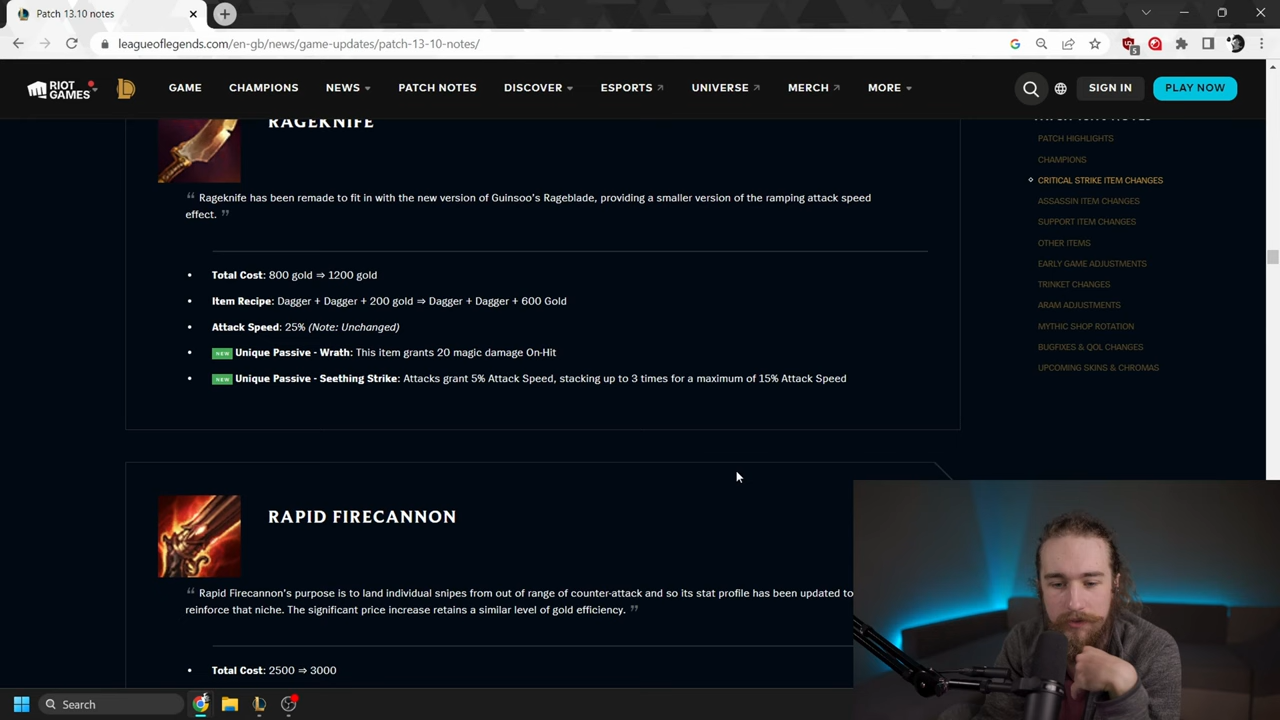 Patch 13.10 notes
leagueoflegends.com/en-gb/news/game-updates/patch-13-10-notes/
5
RIOT GAMES
GAME
CHAMPIONS
NEWS
PATCH NOTES
DISCOVER
ESPORTS
UNIVERSE
MERCH
MORE
SIGN IN
PLAY NOW
RAGEKNIFE
“ Rageknife has been remade to fit in with the new version of Guinsoo's Rageblade, providing a smaller version of the ramping attack speed
effect. ”
• Total Cost: 800 gold ⇒ 1200 gold
• Item Recipe: Dagger + Dagger + 200 gold ⇒ Dagger + Dagger + 600 Gold
• Attack Speed: 25% (Note: Unchanged)
• NEW Unique Passive - Wrath: This item grants 20 magic damage On-Hit
• NEW Unique Passive - Seething Strike: Attacks grant 5% Attack Speed, stacking up to 3 times for a maximum of 15% Attack Speed
RAPID FIRECANNON
“ Rapid Firecannon's purpose is to land individual snipes from out of range of counter-attack and so its stat profile has been updated to
reinforce that niche. The significant price increase retains a similar level of gold efficiency. ”
• Total Cost: 2500 ⇒ 3000
PATCH HIGHLIGHTS
CHAMPIONS
CRITICAL STRIKE ITEM CHANGES
ASSASSIN ITEM CHANGES
SUPPORT ITEM CHANGES
OTHER ITEMS
EARLY GAME ADJUSTMENTS
TRINKET CHANGES
ARAM ADJUSTMENTS
MYTHIC SHOP ROTATION
BUGFIXES & QOL CHANGES
UPCOMING SKINS & CHROMAS
Search